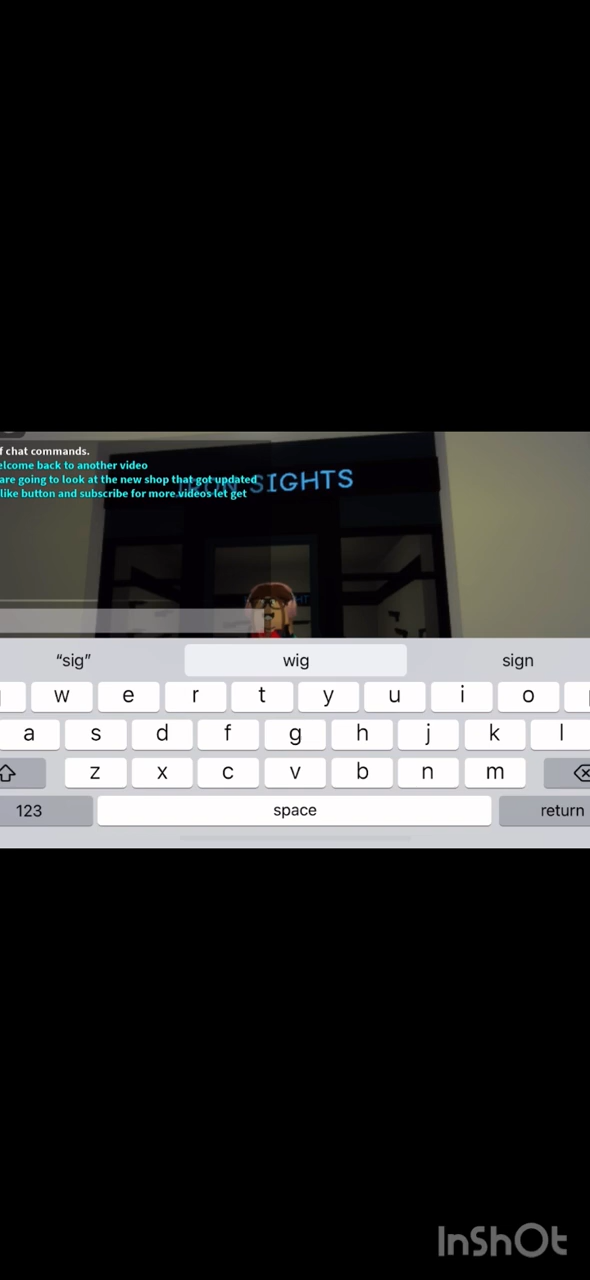 f chat commands.
elcome back to another video
are going to look at the new shop that got updated
like button and subscribe for more videos let get
IRON SIGHTS
"sig" wig sign
w e r t y u i o
a s d f g h j k l
z x c v b n m
123 space return
InShOt